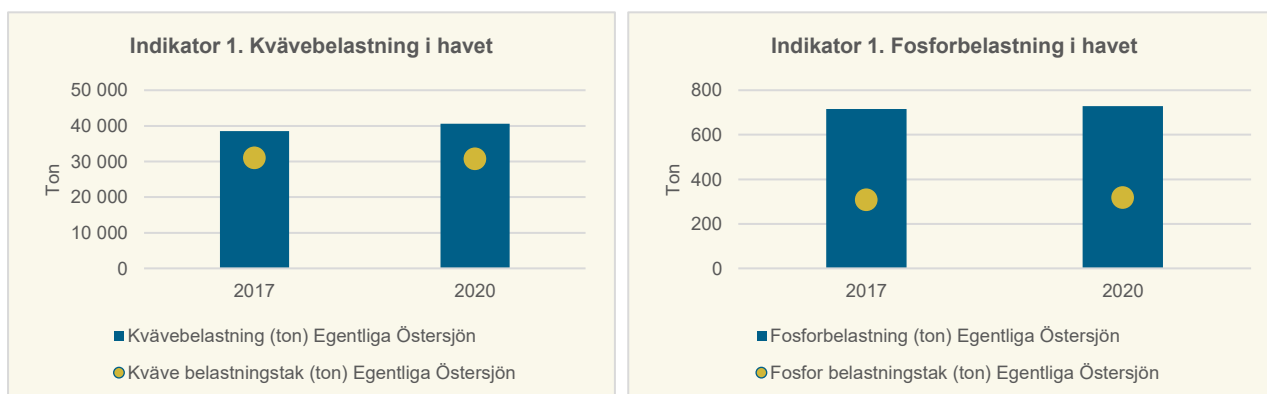 Indikator 1. Kvävebelastning i havet
50 000
40 000
30 000
20 000
10 000
0
Ton
2017
2020
Kvävebelastning (ton) Egentliga Östersjön
Kväve belastningstak (ton) Egentliga Östersjön
Indikator 1. Fosforbelastning i havet
800
600
400
200
0
Ton
2017
2020
Fosforbelastning (ton) Egentliga Östersjön
Fosfor belastningstak (ton) Egentliga Östersjön